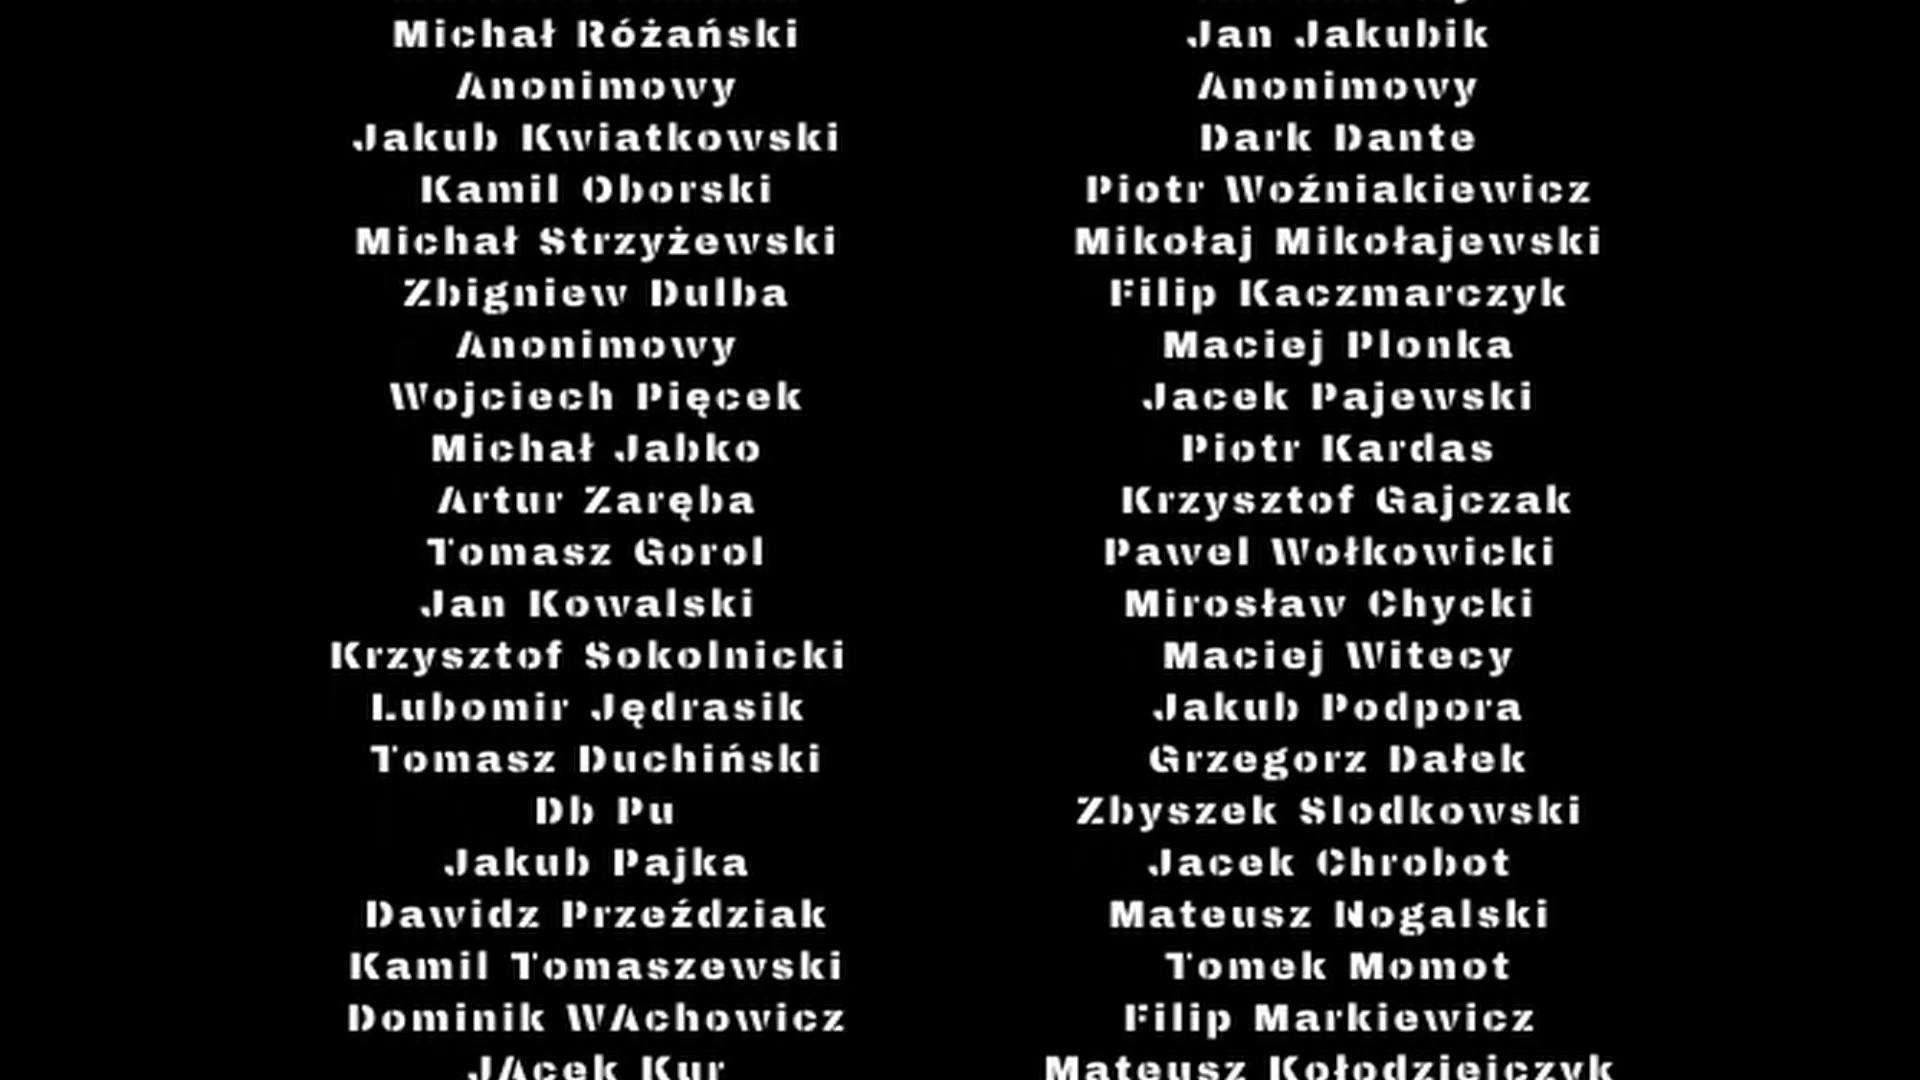 Michał Różański
Anonimowy
Jakub Kwiatkowski
Kamil Oborski
Michał Strzyżewski
Zbigniew Dulba
Anonimowy
Wojciech Pięcek
Michał Jabko
Artur Zaręba
Tomasz Gorol
Jan Kowalski
Krzysztof Sokolnicki
Lubomir Jędrasik
Tomasz Duchiński
Db Pu
Jakub Pajka
Dawidz Przeździak
Kamil Tomaszewski
Dominik WAchowicz
JAcek Kur
Jan Jakubik
Anonimowy
Dark Dante
Piotr Woźniakiewicz
Mikołaj Mikołajewski
Filip Kaczmarczyk
Maciej Plonka
Jacek Pajewski
Piotr Kardas
Krzysztof Gajczak
Pawel Wołkowicki
Mirosław Chycki
Maciej Witecy
Jakub Podpora
Grzegorz Dałek
Zbyszek Slodkowski
Jacek Chrobot
Mateusz Nogalski
Tomek Momot
Filip Markiewicz
Mateusz Kołodziejczyk